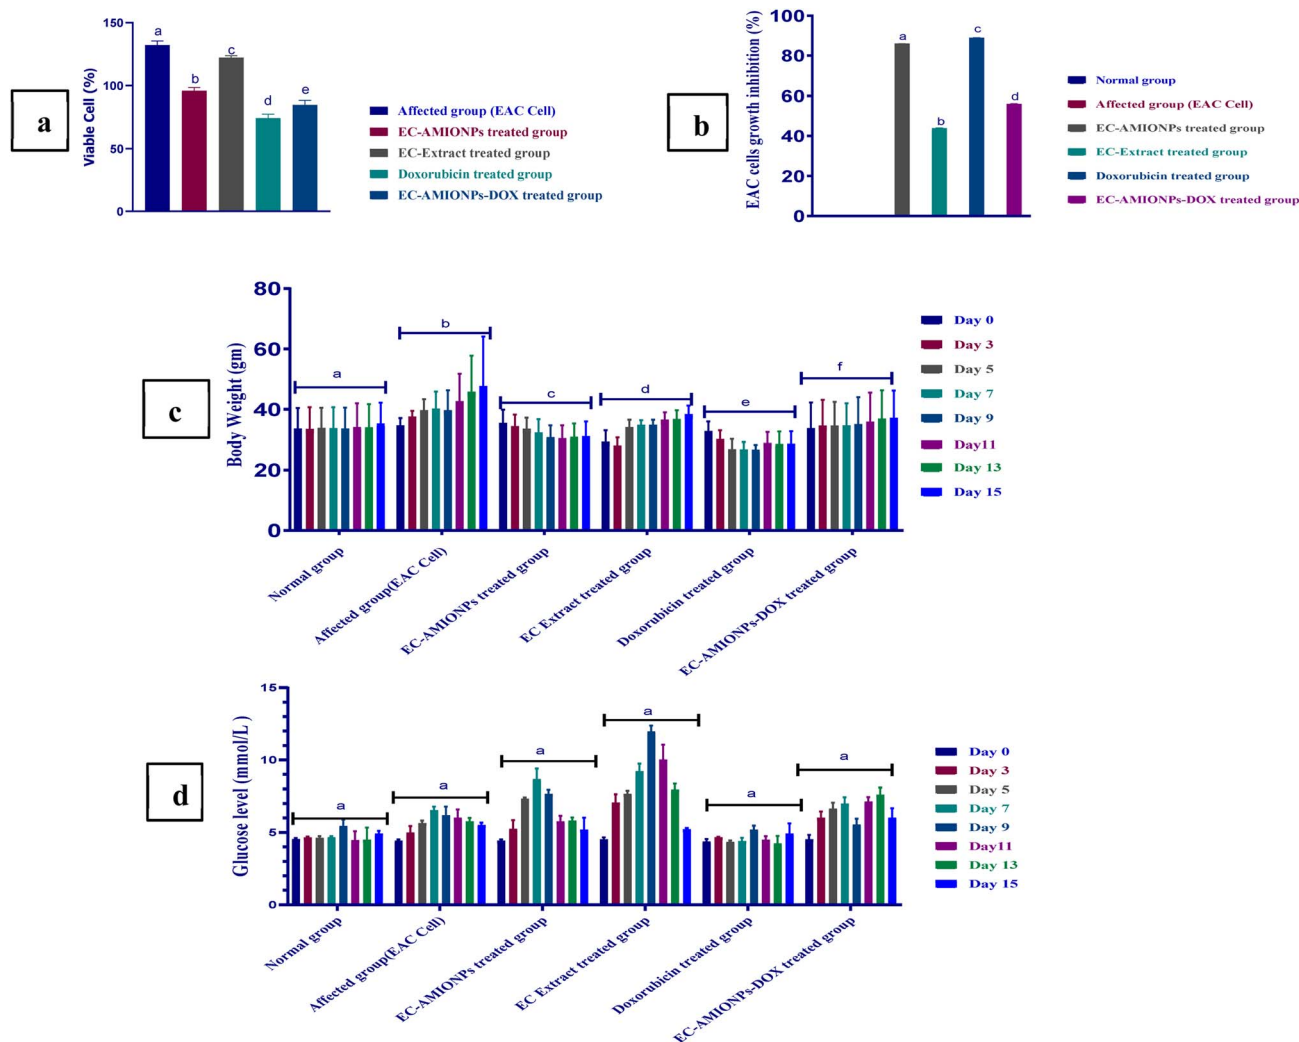 a
Viable Cell (%)
150
100
50
0
a
b
c
d
e
Affected group (EAC Cell)
EC-AMIONPs treated group
EC-Extract treated group
Doxorubicin treated group
EC-AMIONPs-DOX treated group
b
EAC cells growth inhibition (%)
100
80
60
40
20
0
a
b
c
d
Normal group
Affected group (EAC Cell)
EC-AMIONPs treated group
EC-Extract treated group
Doxorubicin treated group
EC-AMIONPs-DOX treated group
c
Body Weight (gm)
80
60
40
20
0
a
b
c
d
e
f
Normal group
Affected group(EAC Cell)
EC-AMIONPs treated group
EC Extract treated group
Doxorubicin treated group
EC-AMIONPs-DOX treated group
Day 0
Day 3
Day 5
Day 7
Day 9
Day11
Day 13
Day 15
d
Glucose level (mmol/L )
15
10
5
0
a
a
a
a
a
a
Normal group
Affected group(EAC Cell)
EC-AMIONPs treated group
EC Extract treated group
Doxorubicin treated group
EC-AMIONPs-DOX treated group
Day 0
Day 3
Day 5
Day 7
Day 9
Day11
Day 13
Day 15